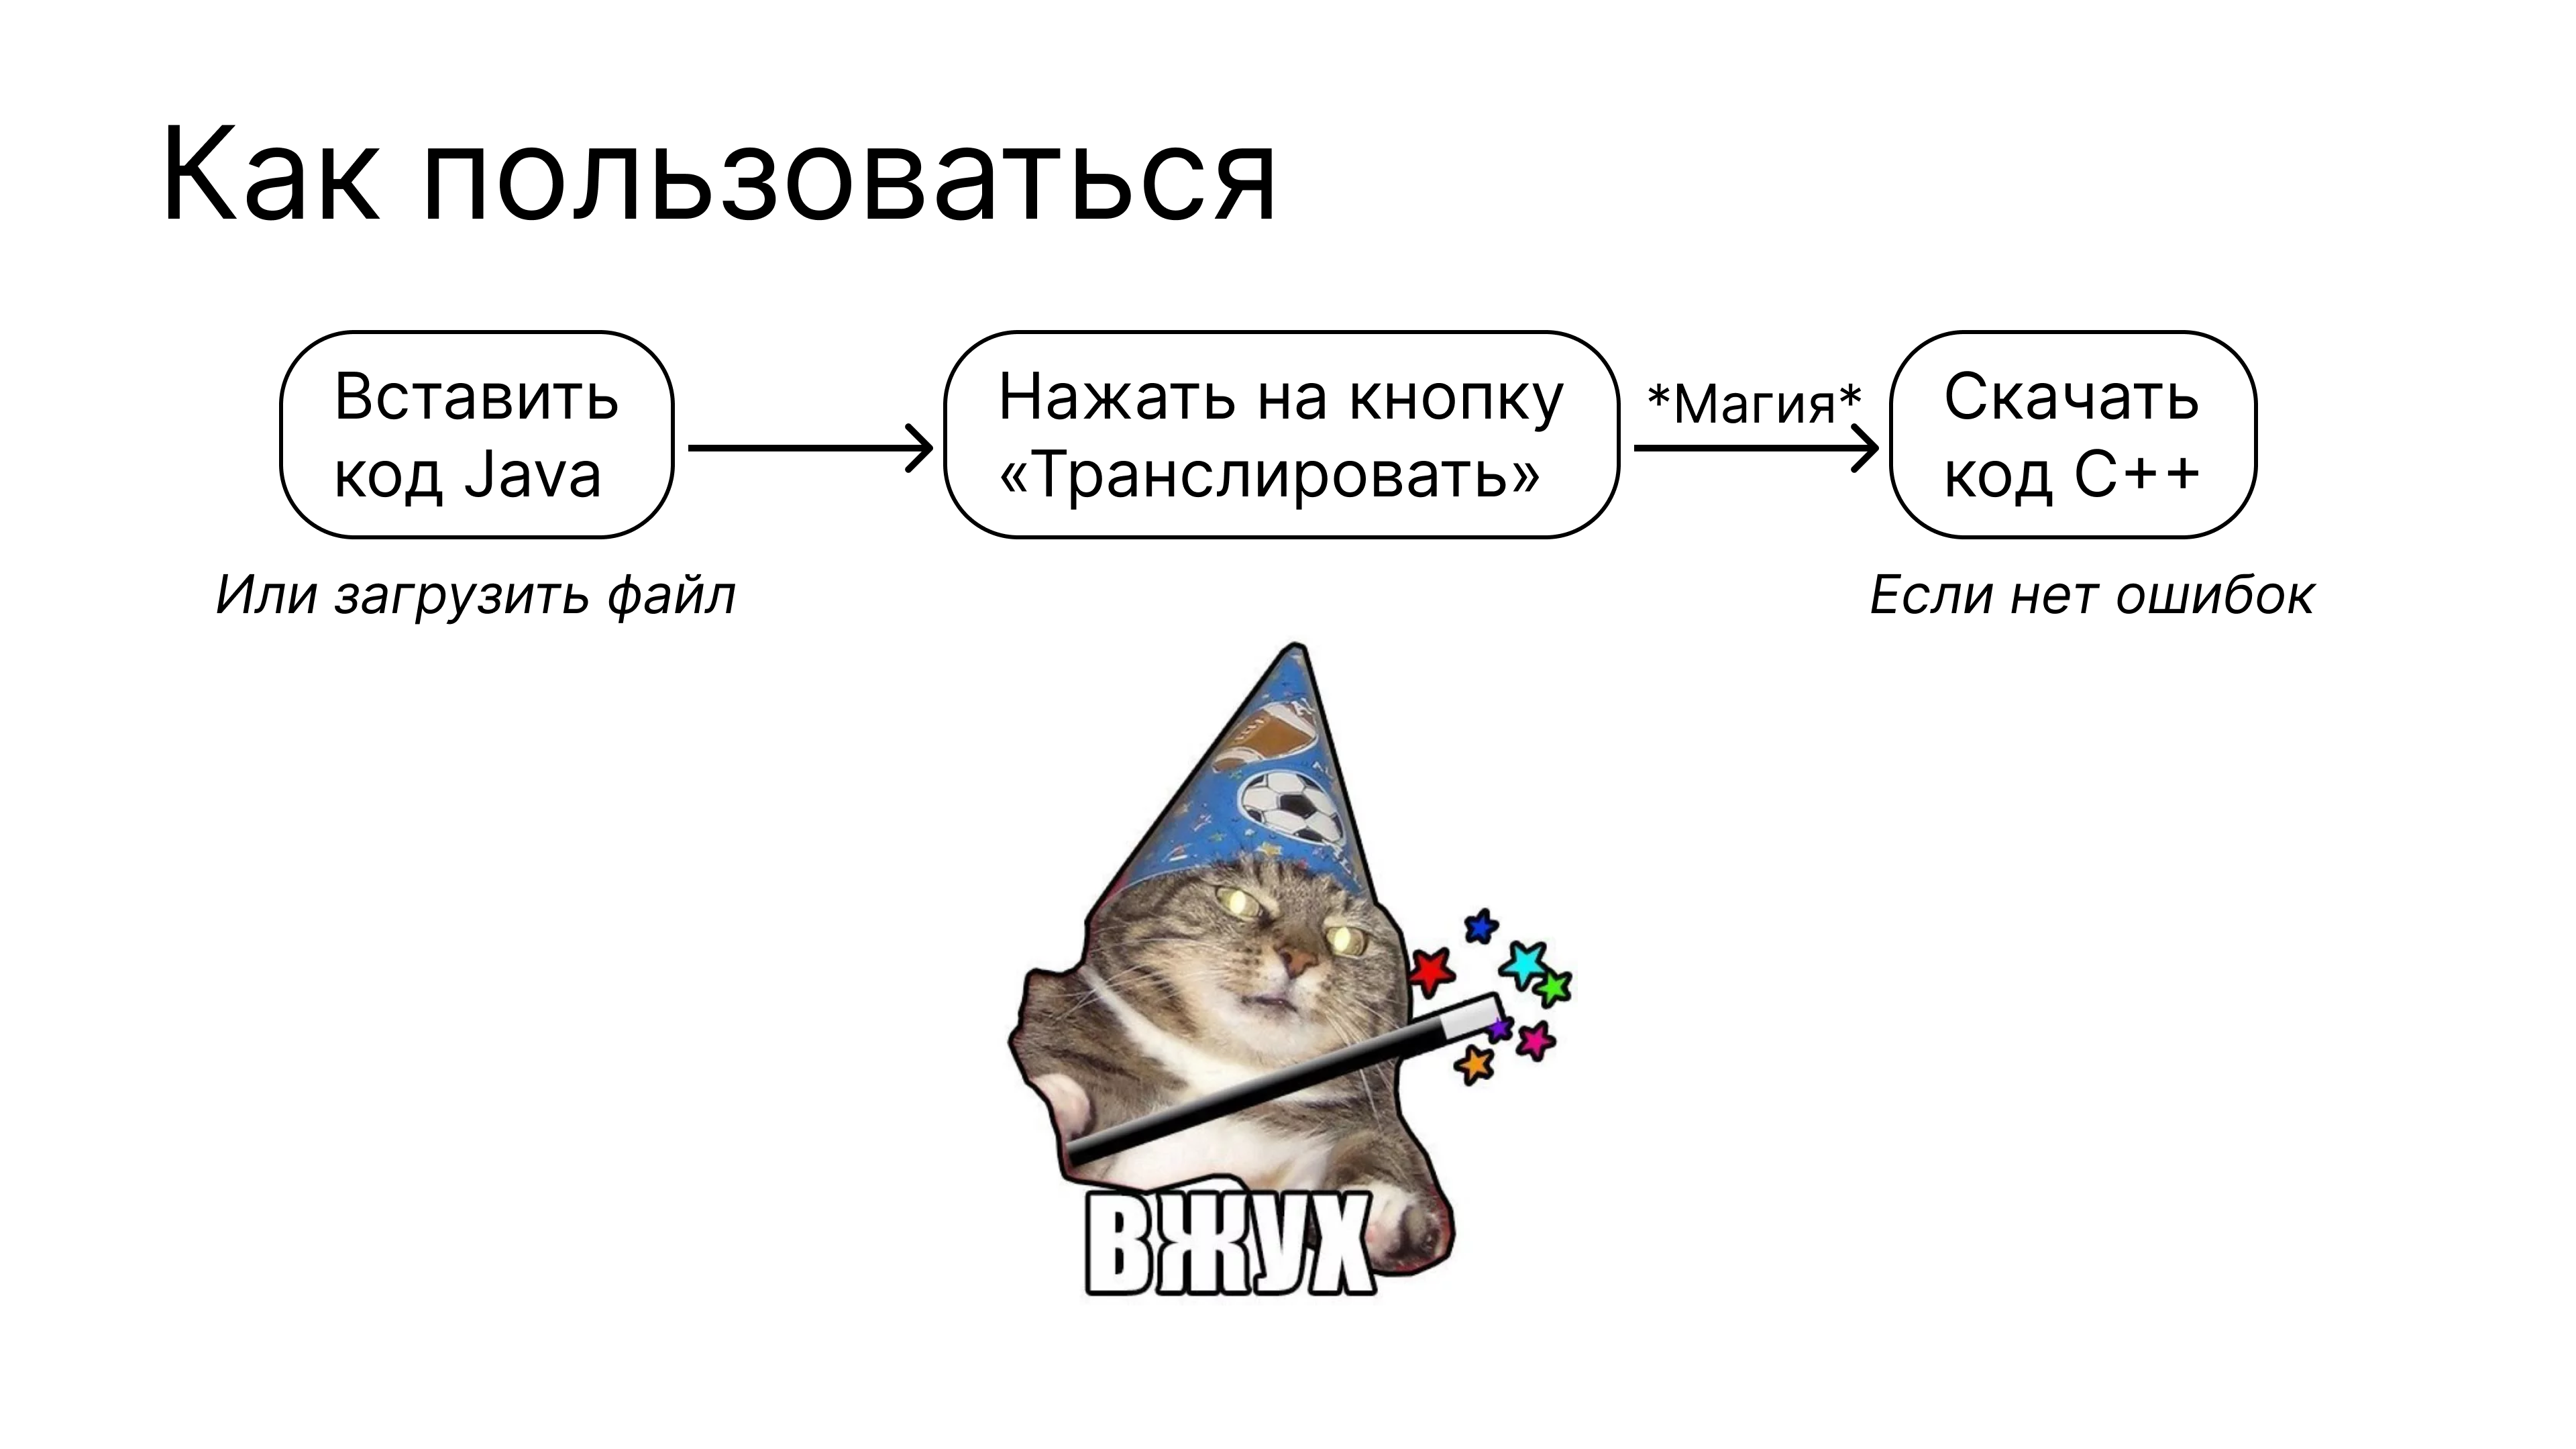 Как пользоваться
Вставить
код Java
Нажать на кнопку
«Транслировать»
*Магия*
Скачать
код C++
Или загрузить файл
Если нет ошибок
ВЖУХ